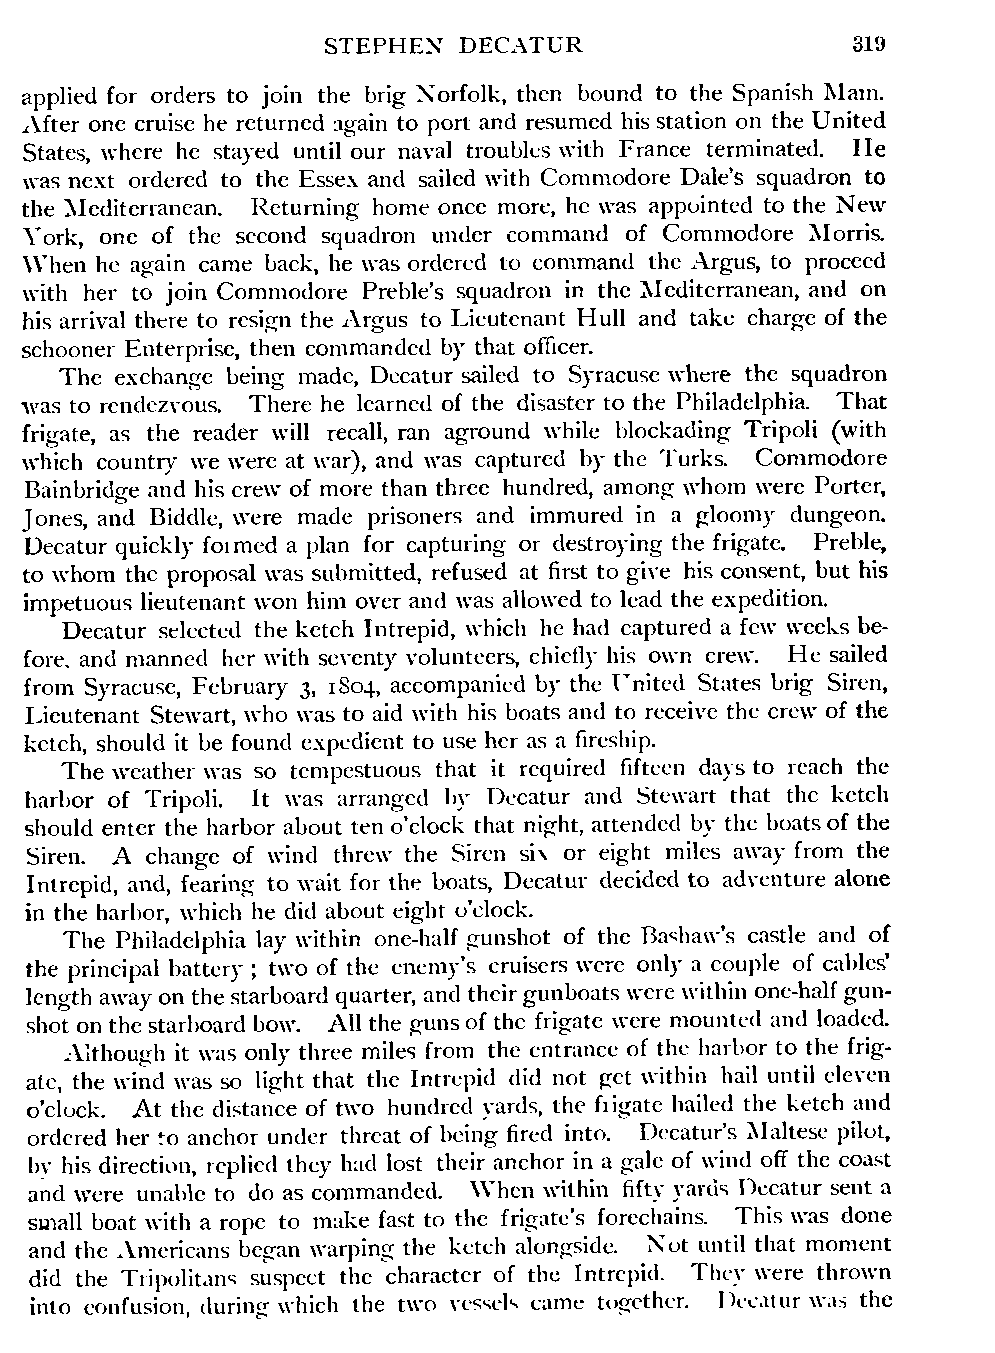 STEPHEN DECATUR 319
applied for orders to join the brig Norfolk, then bound to the Spanish Main.
After one cruise he returned again to port and resumed his station on the United
States, where he stayed until our naval troubles with France terminated. He
was next ordered to the Essex and sailed with Commodore Dale's squadron to
the Mediterranean. Returning home once more, he was appointed to the New
York, one of the second squadron under command of Commodore Morris.
When he again came back, he was ordered to command the Argus, to proceed
with her to join Commodore Preble's squadron in the Mediterranean, and on
his arrival there to resign the Argus to Lieutenant Hull and take charge of the
schooner Enterprise, then commanded by that officer.
The exchange being made, Decatur sailed to Syracuse where the squadron
was to rendezvous. There he learned of the disaster to the Philadelphia. That
frigate, as the reader will recall, ran aground while blockading Tripoli (with
which country we were at war), and was captured by the Turks. Commodore
Bainbridge and his crew of more than three hundred, among whom were Porter,
Jones, and Biddle, were made prisoners and immured in a gloomy dungeon.
Decatur quickly formed a plan for capturing or destroying the frigate. Preble,
to whom the proposal was submitted, refused at first to give his consent, but his
impetuous lieutenant won him over and was allowed to lead the expedition.
Decatur selected the ketch Intrepid, which he had captured a few weeks be-
fore, and manned her with seventy volunteers, chiefly his own crew. He sailed
from Syracuse, February 3, 1804, accompanied by the United States brig Siren,
Lieutenant Stewart, who was to aid with his boats and to receive the crew of the
ketch, should it be found expedient to use her as a fireship.
The weather was so tempestuous that it required fifteen days to reach the
harbor of Tripoli. It was arranged by Decatur and Stewart that the ketch
should enter the harbor about ten o'clock that night, attended by the boats of the
Siren. A change of wind threw the Siren six or eight miles away from the
Intrepid, and, fearing to wait for the boats, Decatur decided to adventure alone
in the harbor, which he did about eight o'clock.
The Philadelphia lay within one-half gunshot of the Bashaw's castle and of
the principal battery; two of the enemy's cruisers were only a couple of cables'
length away on the starboard quarter, and their gunboats were within one-half gun-
shot on the starboard bow. All the guns of the frigate were mounted and loaded.
Although it was only three miles from the entrance of the harbor to the frig-
ate, the wind was so light that the Intrepid did not get within hail until eleven
o'clock. At the distance of two hundred yards, the frigate hailed the ketch and
ordered her to anchor under threat of being fired into. Decatur's Maltese pilot,
by his direction, replied they had lost their anchor in a gale of wind off the coast
and were unable to do as commanded. When within fifty yards Decatur sent a
small boat with a rope to make fast to the frigate's forechains. This was done
and the Americans began warping the ketch alongside. Not until that moment
did the Tripolitans suspect the character of the Intrepid. They were thrown
into confusion, during which the two vessels came together. Decatur was the